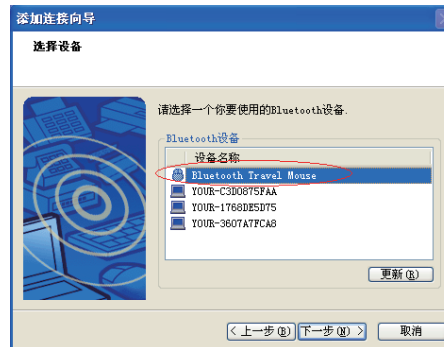 添加连接向导
选择设备
请选择一个你要使用的Bluetooth设备.
Bluetooth设备
设备名称
Bluetooth Travel Mouse
YOUR-C3D0875FAA
YOUR-1768DE5D75
YOUR-3607A7FCA8
更新(R)
< 上一步(B) 下一步(N) > 取消